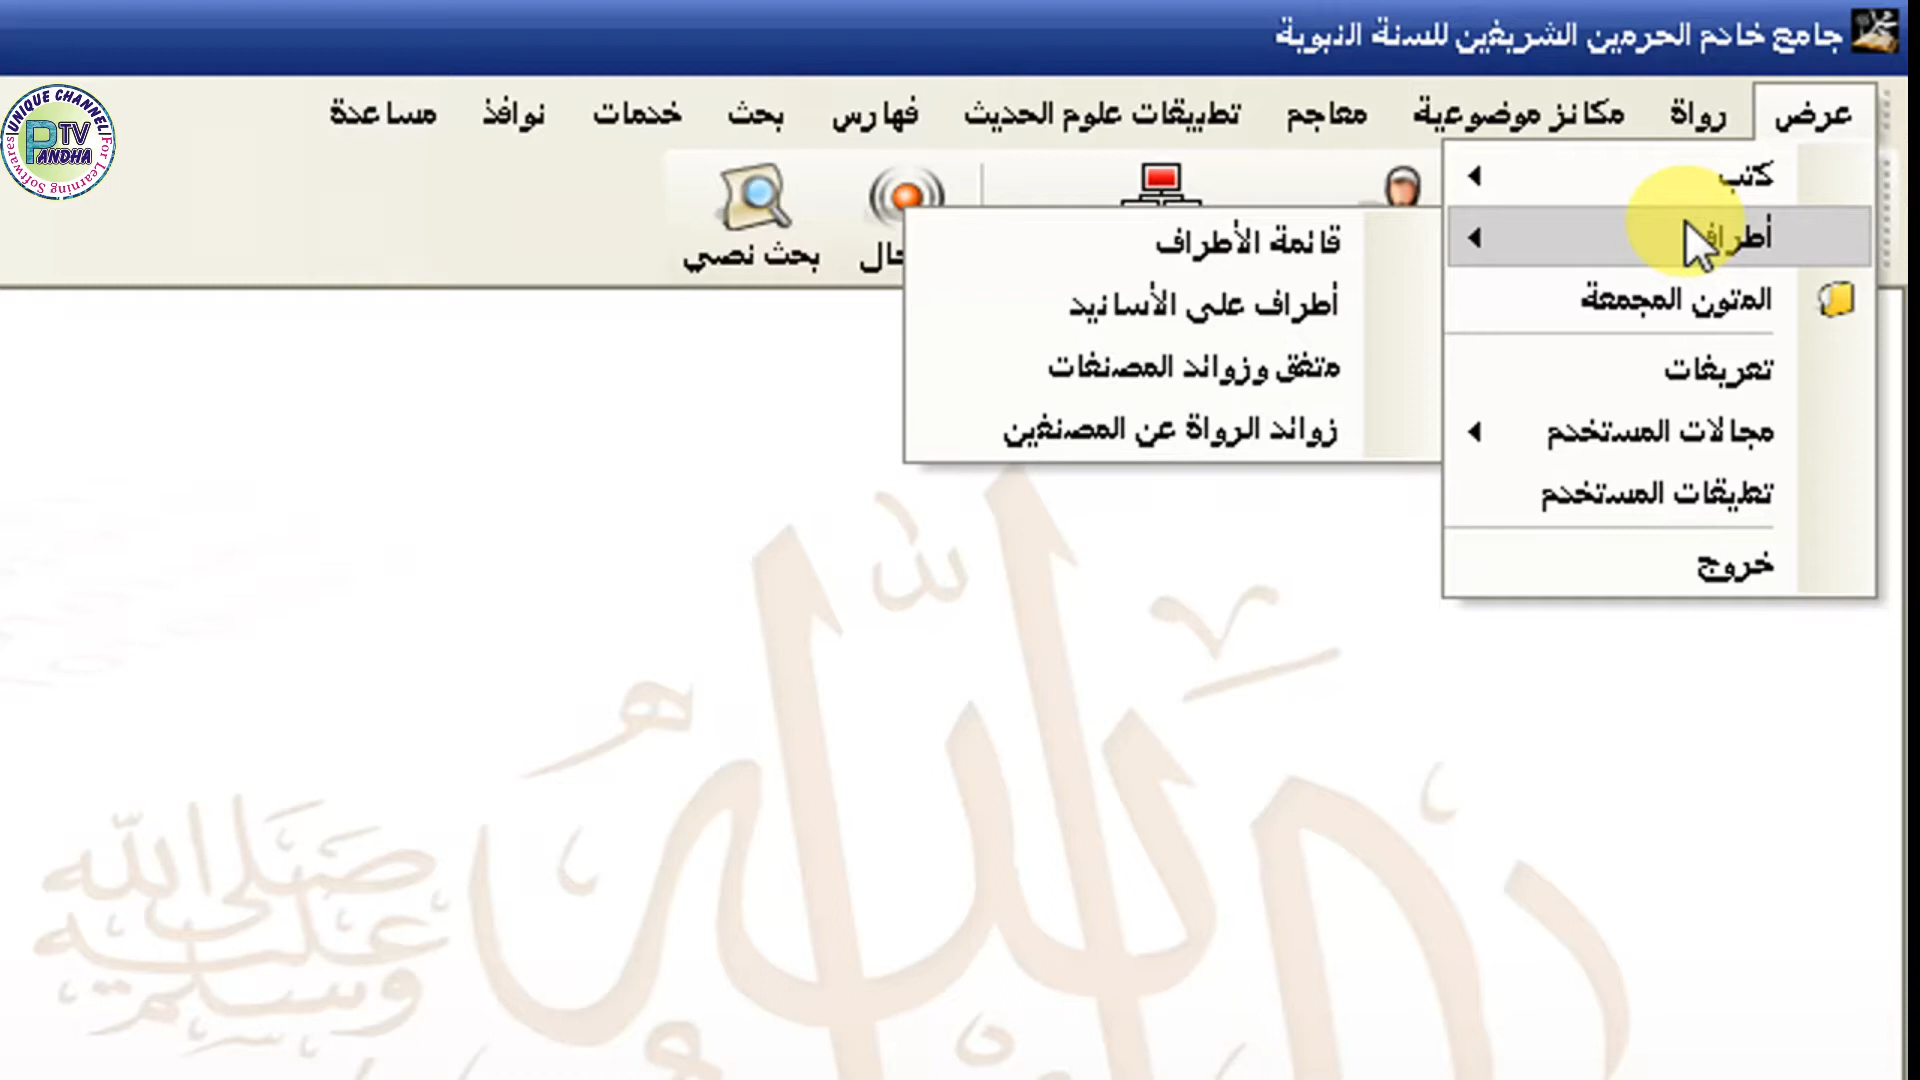 جامع خادم الحرمين الشريفين للسنة النبوية
عرض رواة مكانز موضوعية معاجم تطبيقات علوم الحديث فهارس بحث خدمات نوافذ مساعدة
UNIQUE CHANNEL
PTV
PANDHA
For Learning Softwares
كتب
أطراف
المتون المجمعة
تعريفات
مجالات المستخدم
تعليقات المستخدم
خروج
قائمة الأطراف
أطراف على الأسانيد
متفق وزوائد المصنفات
زوائد الرواة عن المصنفين
بحث نصي
الله
صلى الله
عليه
وسلم